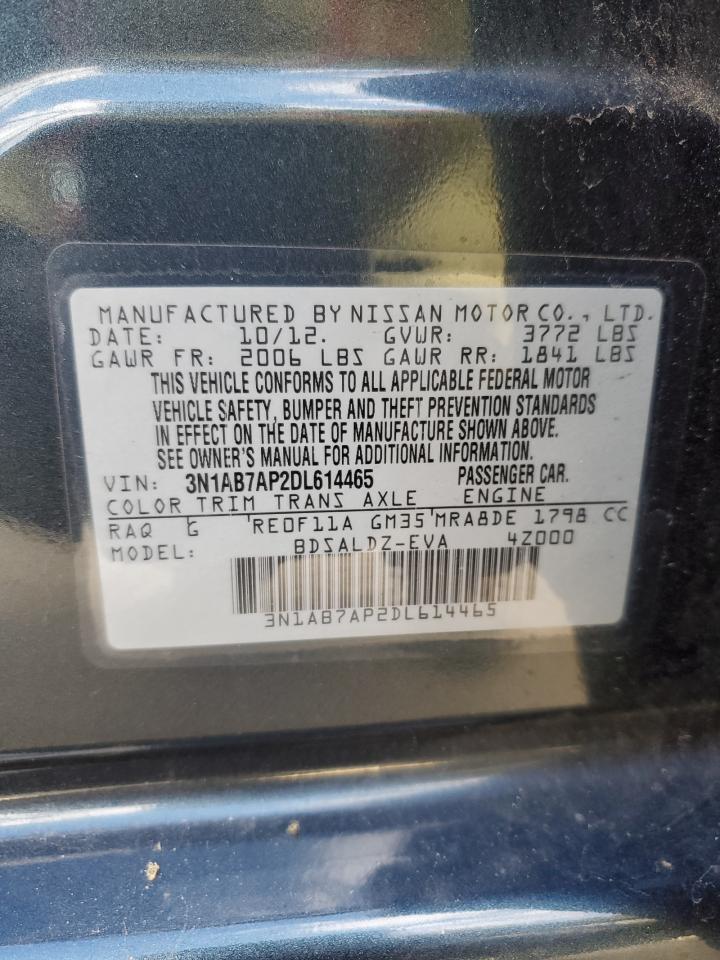 MANUFACTURED BY NISSAN MOTOR CO., LTD.
DATE: 10/12. GVWR: 3772 LBS
GAWR FR: 2006 LBS GAWR RR: 1841 LBS
THIS VEHICLE CONFORMS TO ALL APPLICABLE FEDERAL MOTOR
VEHICLE SAFETY, BUMPER AND THEFT PREVENTION STANDARDS
IN EFFECT ON THE DATE OF MANUFACTURE SHOWN ABOVE.
SEE OWNER'S MANUAL FOR ADDITIONAL INFORMATION.
VIN: 3N1AB7AP2DL614465 PASSENGER CAR.
COLOR TRIM TRANS AXLE ENGINE
RAQ G RE0F11A GM35 MRA8DE 1798 CC
MODEL: BDSALDZ-EVA 4Z000
3N1AB7AP2DL614465